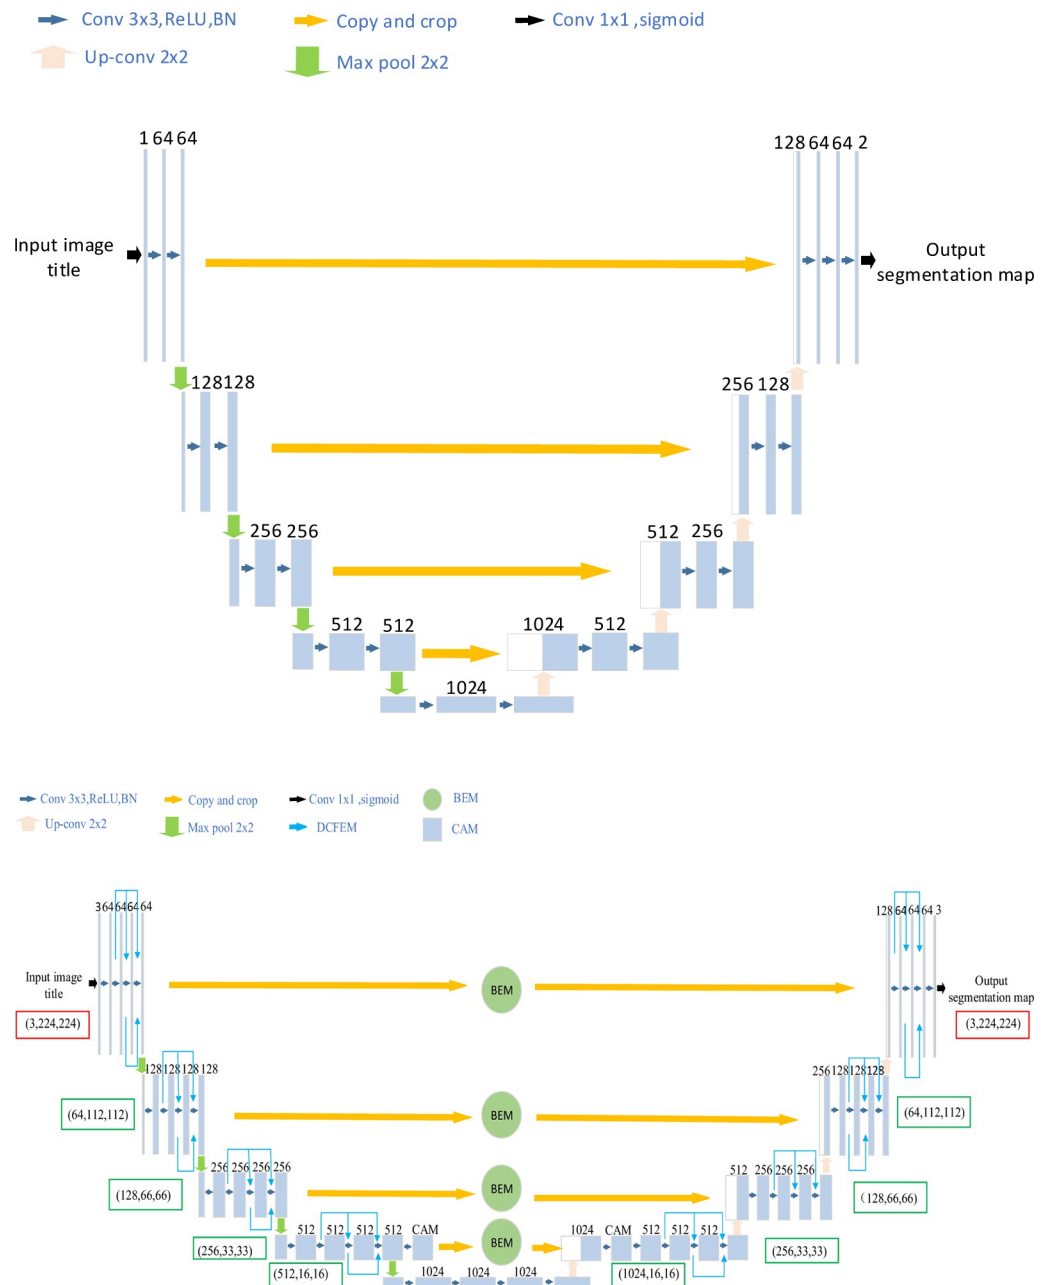 Conv 3x3,ReLU,BN Copy and crop Conv 1x1 ,sigmoid
Up-conv 2x2 Max pool 2x2
1 64 64 128 64 64 2
Input image
title
Output
segmentation map
128 128 256 128
256 256 512 256
512 512 1024 512
1024
Conv 3x3,ReLU,BN Copy and crop Conv 1x1 ,sigmoid BEM
Up-conv 2x2 Max pool 2x2 DCFEM CAM
3 64 64 64 64 128 64 64 64 3
Input image
title
BEM
Output
segmentation map
(3,224,224) (3,224,224)
128 128 128 128 256 128 128 128
(64,112,112) BEM (64,112,112)
256 256 256 256 512 256 256 256
(128,66,66) BEM (128,66,66)
512 512 512 512 CAM BEM 1024 CAM 512 512 512
(256,33,33) (256,33,33)
(512,16,16) (1024,16,16)
1024 1024 1024